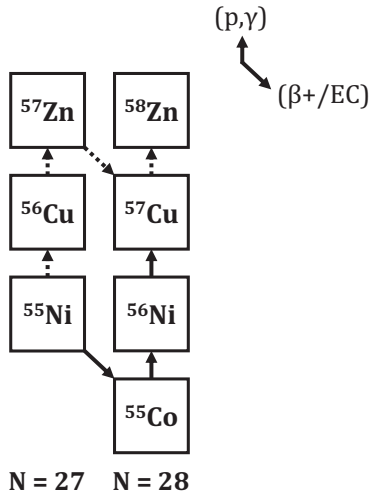 (p,γ)
(β+/EC)
⁵⁷Zn ⁵⁸Zn
⁵⁶Cu ⁵⁷Cu
⁵⁵Ni ⁵⁶Ni
⁵⁵Co
N = 27 N = 28